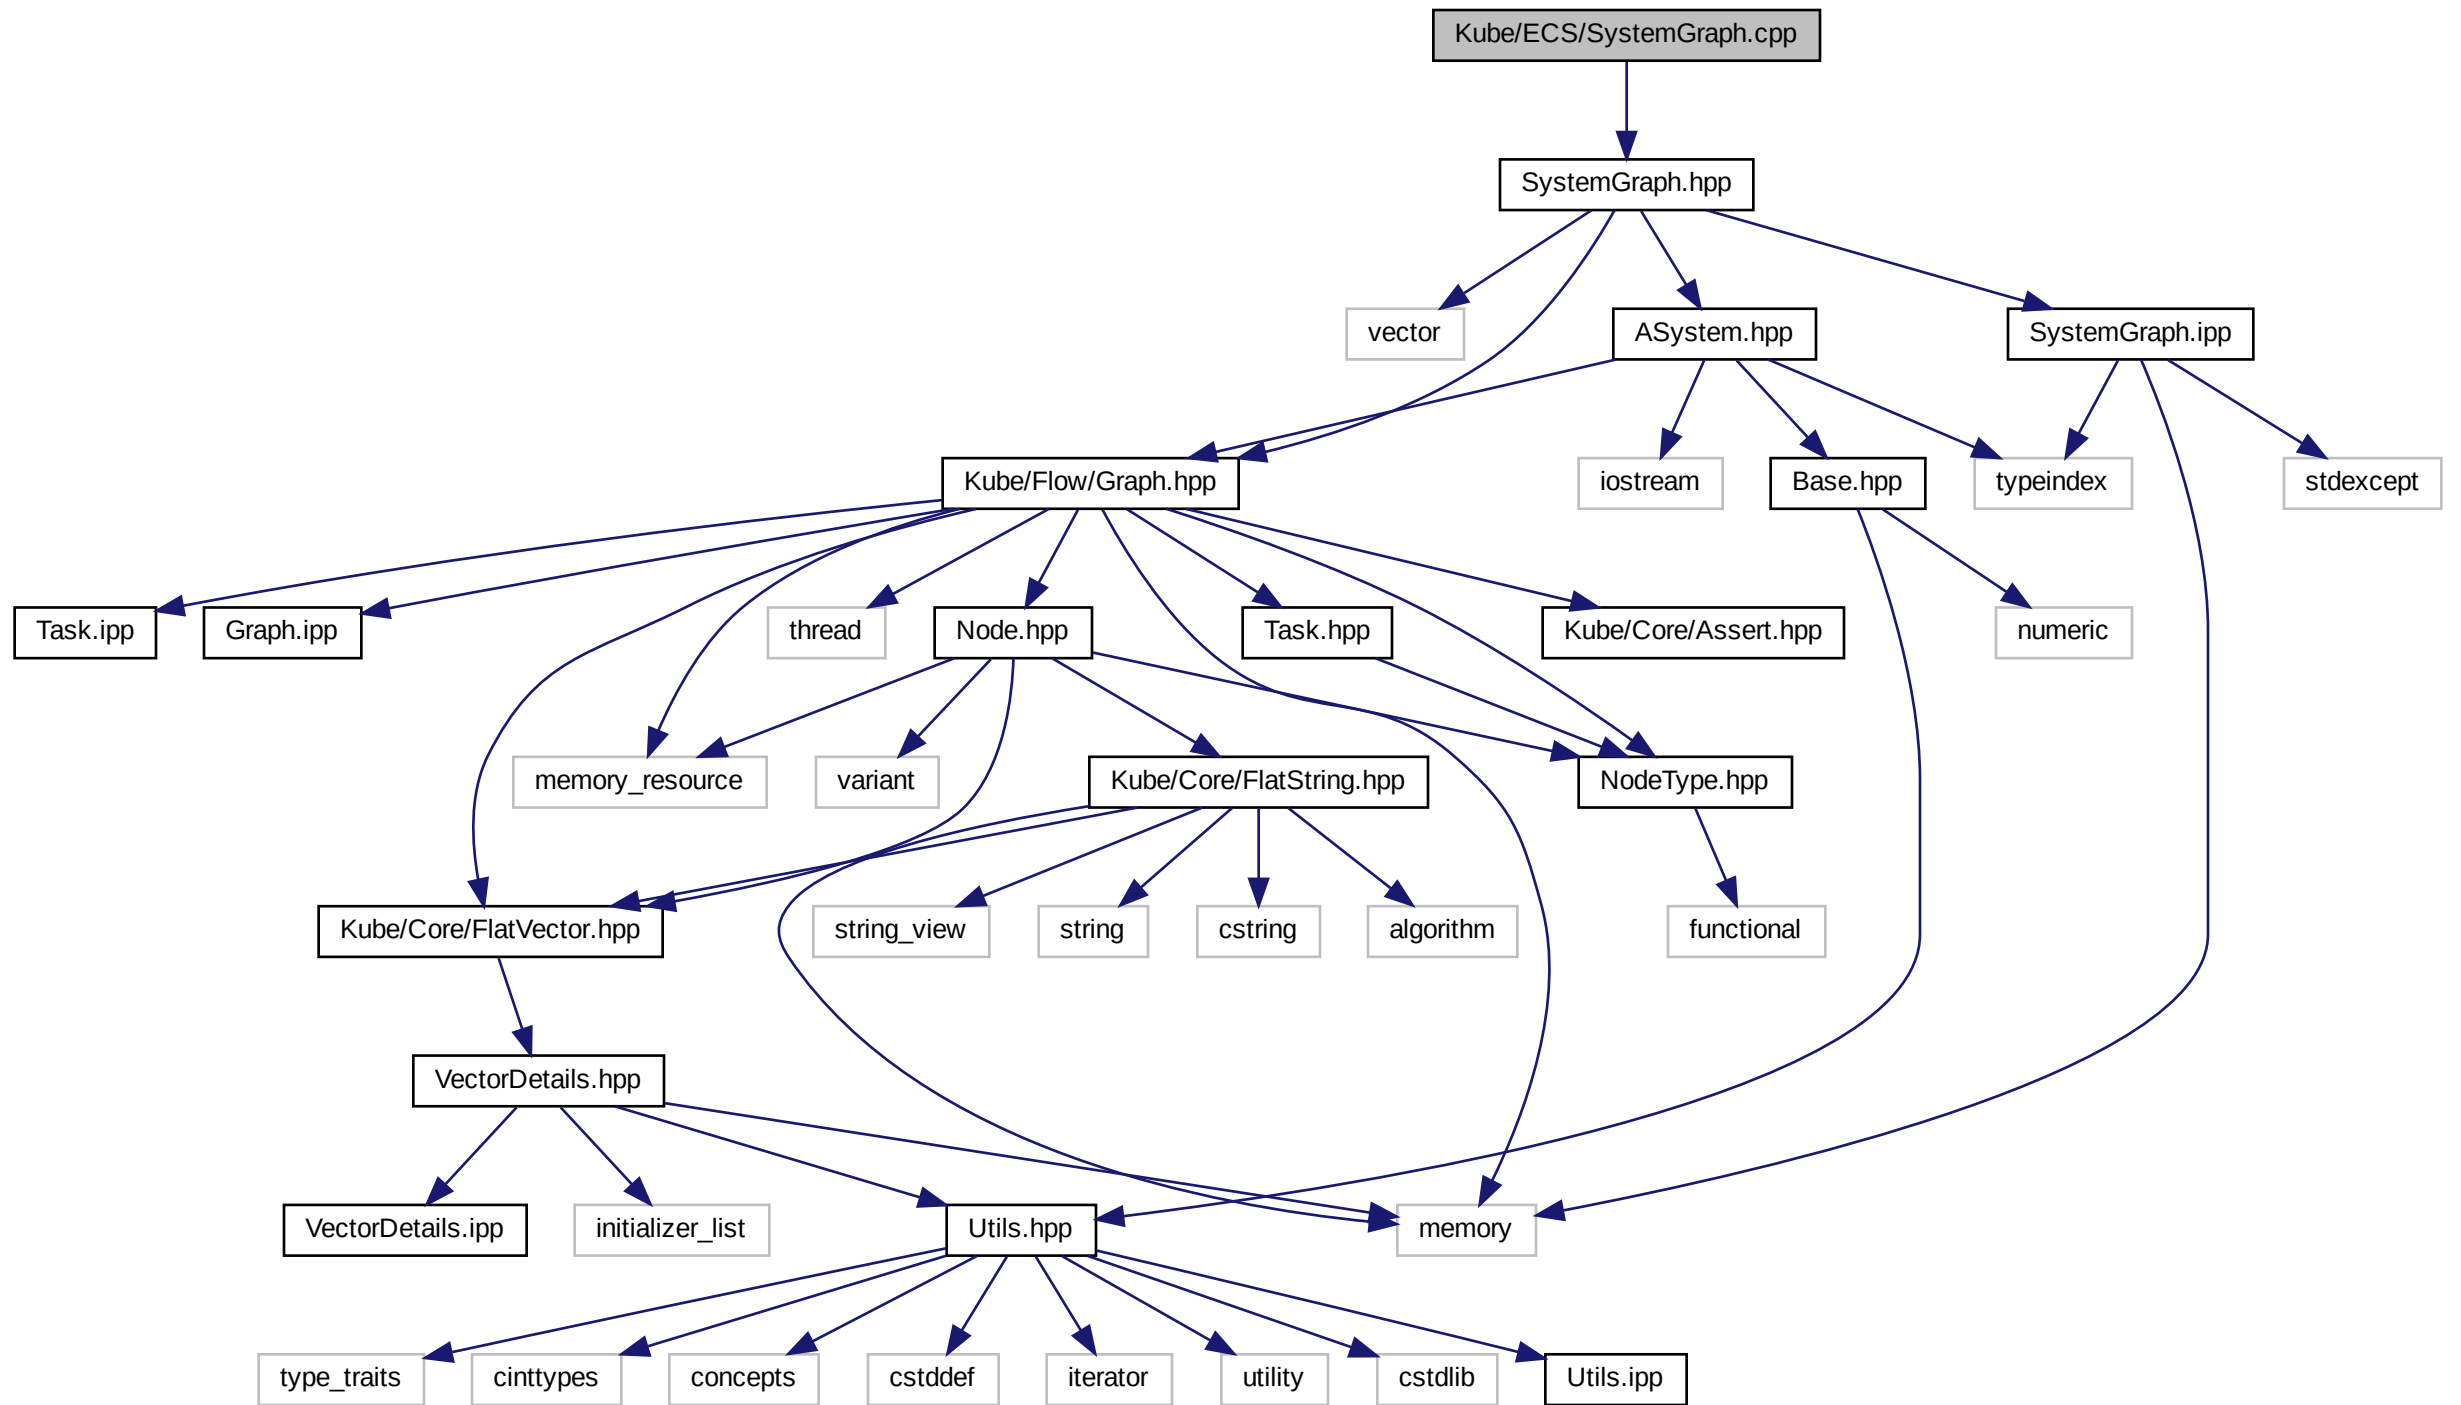 Kube/ECS/SystemGraph.cpp
SystemGraph.hpp
vector
ASystem.hpp
SystemGraph.ipp
Kube/Flow/Graph.hpp
iostream
Base.hpp
typeindex
stdexcept
Task.ipp
Graph.ipp
thread
Node.hpp
Task.hpp
Kube/Core/Assert.hpp
numeric
memory_resource
variant
Kube/Core/FlatString.hpp
NodeType.hpp
Kube/Core/FlatVector.hpp
string_view
string
cstring
algorithm
functional
VectorDetails.hpp
VectorDetails.ipp
initializer_list
Utils.hpp
memory
type_traits
cinttypes
concepts
cstddef
iterator
utility
cstdlib
Utils.ipp